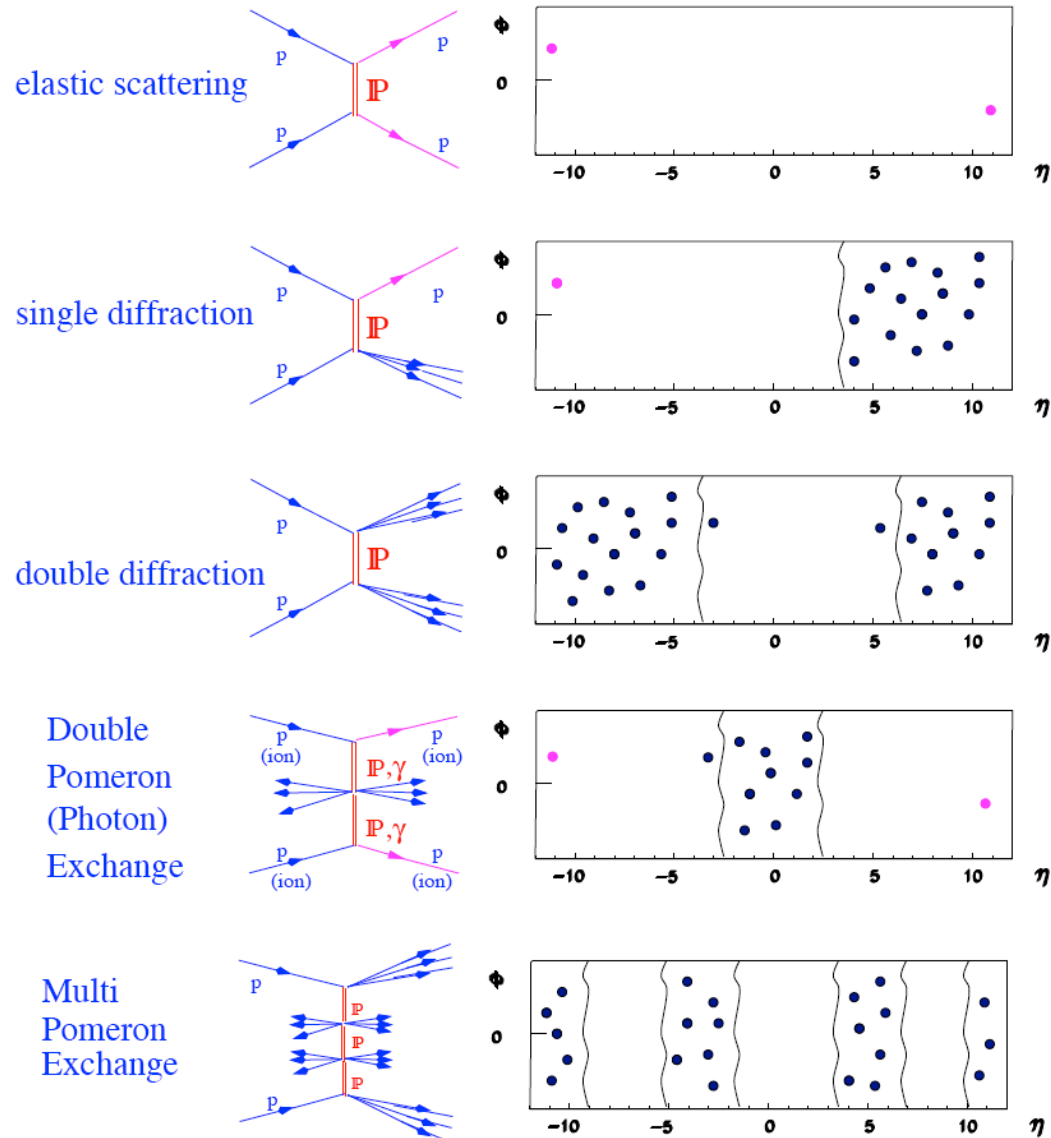 elastic scattering
p p
ℙ
p p
ϕ
0
-10 -5 0 5 10 η
single diffraction
p p
ℙ
p
ϕ
0
-10 -5 0 5 10 η
double diffraction
p
ℙ
p
ϕ
0
-10 -5 0 5 10 η
Double
Pomeron
(Photon)
Exchange
p p
(ion) (ion)
ℙ,γ
ℙ,γ
p p
(ion) (ion)
ϕ
0
-10 -5 0 5 10 η
Multi
Pomeron
Exchange
p
ℙ
ℙ
ℙ
p
ϕ
0
-10 -5 0 5 10 η